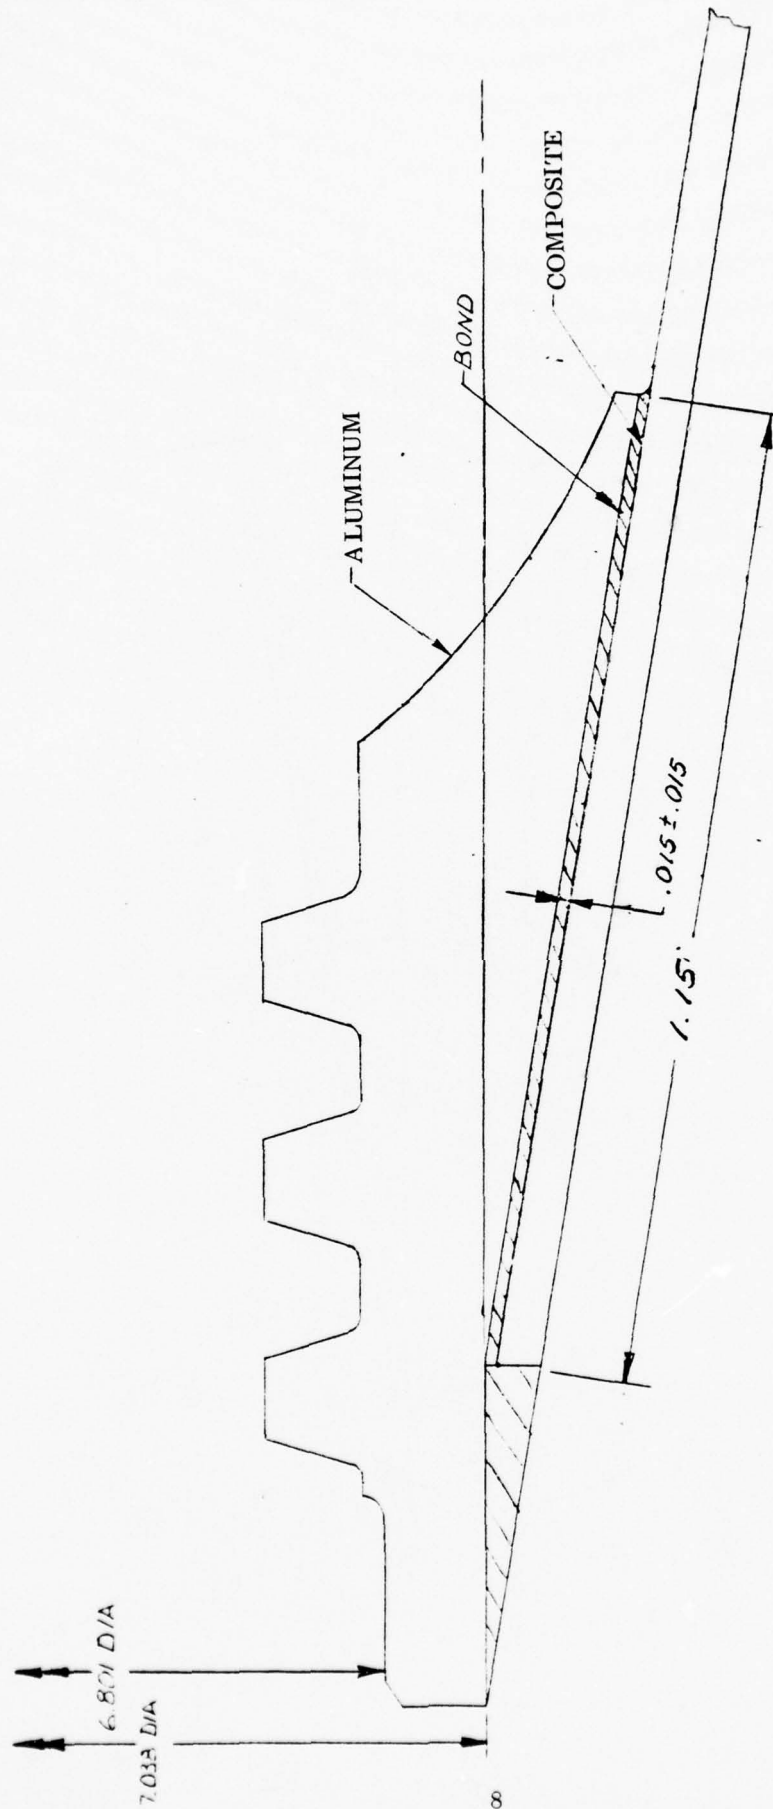 COMPOSITE
BOND
ALUMINUM
.015 ± .015
1.15
6.801 DIA
7.033 DIA
8